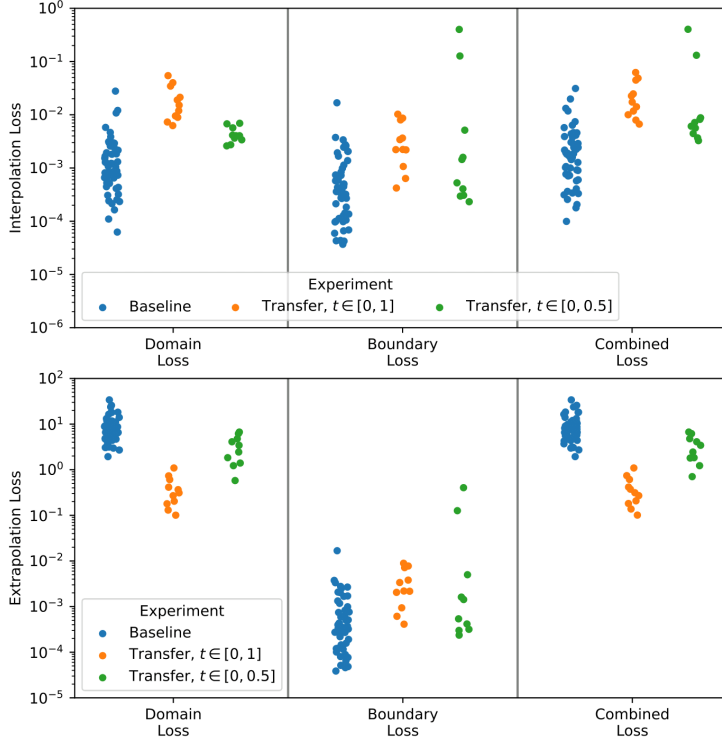 Interpolation Loss
10^0
10^-1
10^-2
10^-3
10^-4
10^-5
10^-6
Experiment
Baseline
Transfer, t ∈ [0, 1]
Transfer, t ∈ [0, 0.5]
Domain
Loss
Boundary
Loss
Combined
Loss
Extrapolation Loss
10^2
10^1
10^0
10^-1
10^-2
10^-3
10^-4
10^-5
Experiment
Baseline
Transfer, t ∈ [0, 1]
Transfer, t ∈ [0, 0.5]
Domain
Loss
Boundary
Loss
Combined
Loss